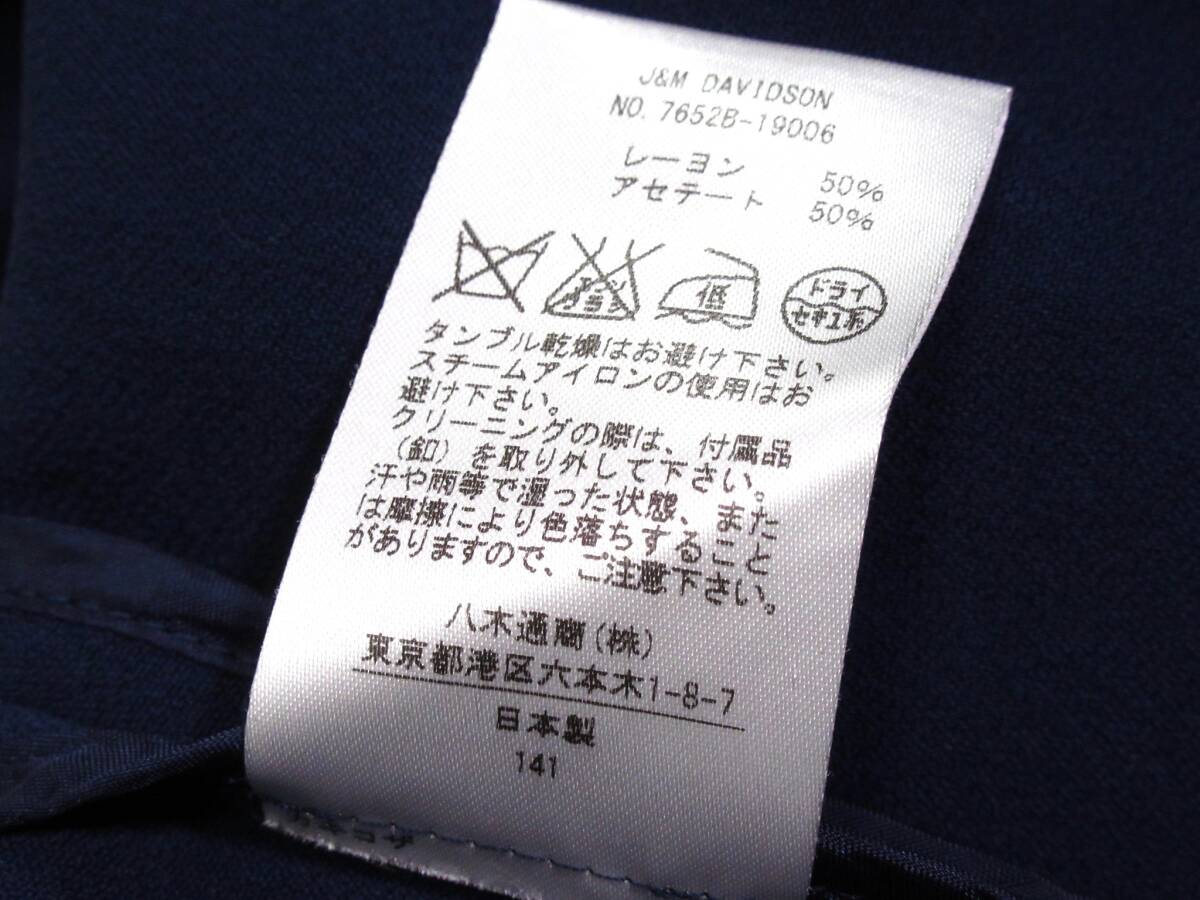 J&M DAVIDSON
NO. 7652B-19006
レーヨン 50%
アセテート 50%
エンソ
サラシ
低
ドライ
セキユ系
タンブル乾燥はお避け下さい。
スチームアイロンの使用はお
避け下さい。
クリーニングの際は、付属品
(釦)を取り外して下さい。
汗や雨等で湿った状態、また
は摩擦により色落ちすること
がありますので、ご注意下さい。
八木通商(株)
東京都港区六本木1-8-7
日本製
141